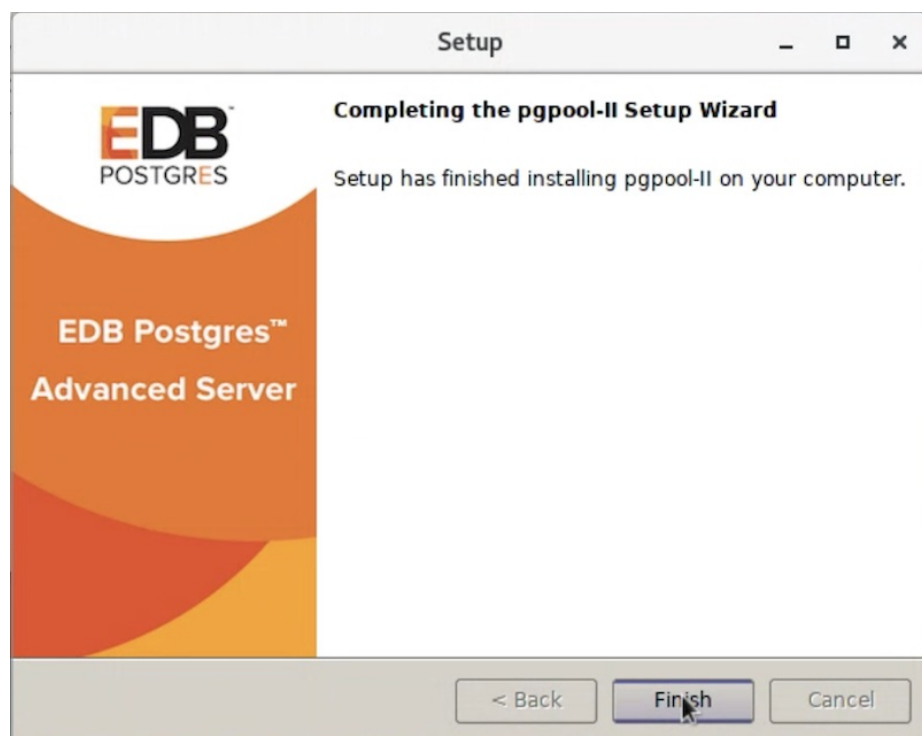 Setup
EDB™
POSTGRES
EDB Postgres™
Advanced Server
Completing the pgpool-II Setup Wizard
Setup has finished installing pgpool-II on your computer.
< Back
Finish
Cancel